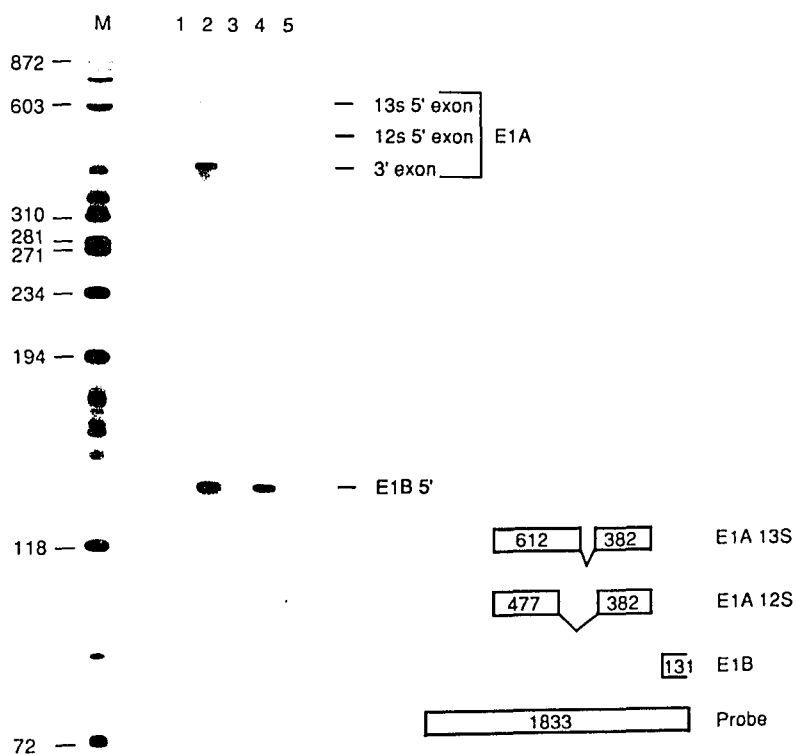 M 1 2 3 4 5
872
603
310
281
271
234
194
118
72
13s 5' exon
12s 5' exon
3' exon
E1A
E1B 5'
612 382 E1A 13S
477 382 E1A 12S
131 E1B
1833 Probe